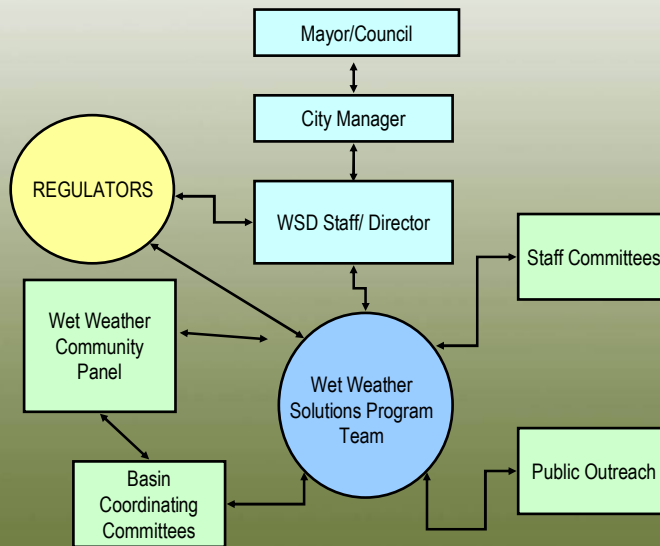 Mayor/Council
City Manager
REGULATORS
WSD Staff/ Director
Staff Committees
Wet Weather
Community
Panel
Wet Weather
Solutions Program
Team
Basin
Coordinating
Committees
Public Outreach